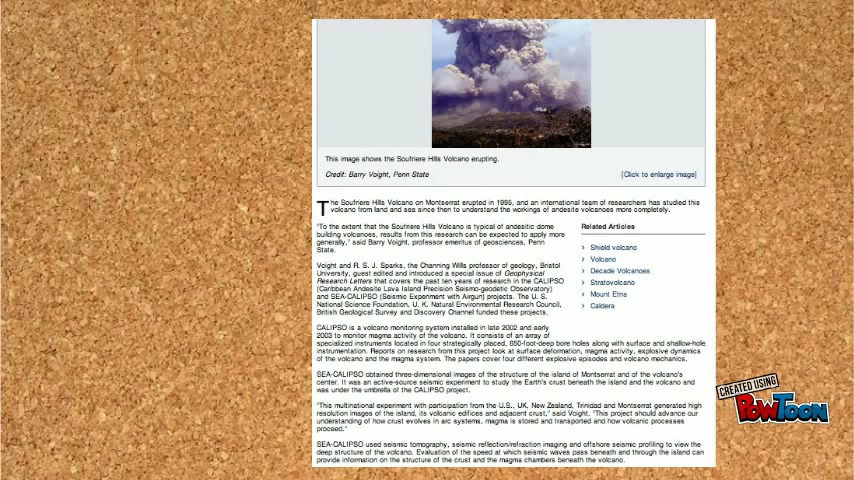 This image shows the Soufriere Hills Volcano erupting.
Credit: Barry Voight, Penn State
[Click to enlarge image]
The Soufriere Hills Volcano on Montserrat erupted in 1995, and an international team of researchers has studied this
volcano from land and sea since then to understand the workings of andesite volcanoes more completely.
"To the extent that the Soufriere Hills Volcano is typical of andesitic dome
building volcanoes, results from this research can be expected to apply more
generally," said Barry Voight, professor emeritus of geosciences, Penn
State.
Voight and R. S. J. Sparks, the Channing Wills professor of geology, Bristol
University, guest edited and introduced a special issue of Geophysical
Research Letters that covers the past ten years of research in the CALIPSO
(Caribbean Andesite Lava Island Precision Seismo-geodetic Observatory)
and SEA-CALIPSO (Seismic Experiment with Airgun) projects. The U. S.
National Science Foundation, U. K. Natural Environmental Research Council,
British Geological Survey and Discovery Channel funded these projects.
Related Articles
Shield volcano
Volcano
Decade Volcanoes
Stratovolcano
Mount Etna
Caldera
CALIPSO is a volcano monitoring system installed in late 2002 and early
2003 to monitor magma activity of the volcano. It consists of an array of
specialized instruments located in four strategically placed, 650-foot-deep bore holes along with surface and shallow-hole
instrumentation. Reports on research from this project look at surface deformation, magma activity, explosive dynamics
of the volcano and the magma system. The papers cover four different explosive episodes and volcano mechanics.
SEA-CALIPSO obtained three-dimensional images of the structure of the island of Montserrat and of the volcano's
center. It was an active-source seismic experiment to study the Earth's crust beneath the island and the volcano and
was under the umbrella of the CALIPSO project.
"This multinational experiment with participation from the U.S., UK, New Zealand, Trinidad and Montserrat generated high
resolution images of the island, its volcanic edifices and adjacent crust," said Voight. "This project should advance our
understanding of how crust evolves in arc systems, magma is stored and transported and how volcanic processes
proceed."
SEA-CALIPSO used seismic tomography, seismic reflection/refraction imaging and offshore seismic profiling to view the
deep structure of the volcano. Evaluation of the speed at which seismic waves pass beneath and through the island can
provide information on the structure of the crust and the magma chambers beneath the volcano.
CREATED USING
POWTOON